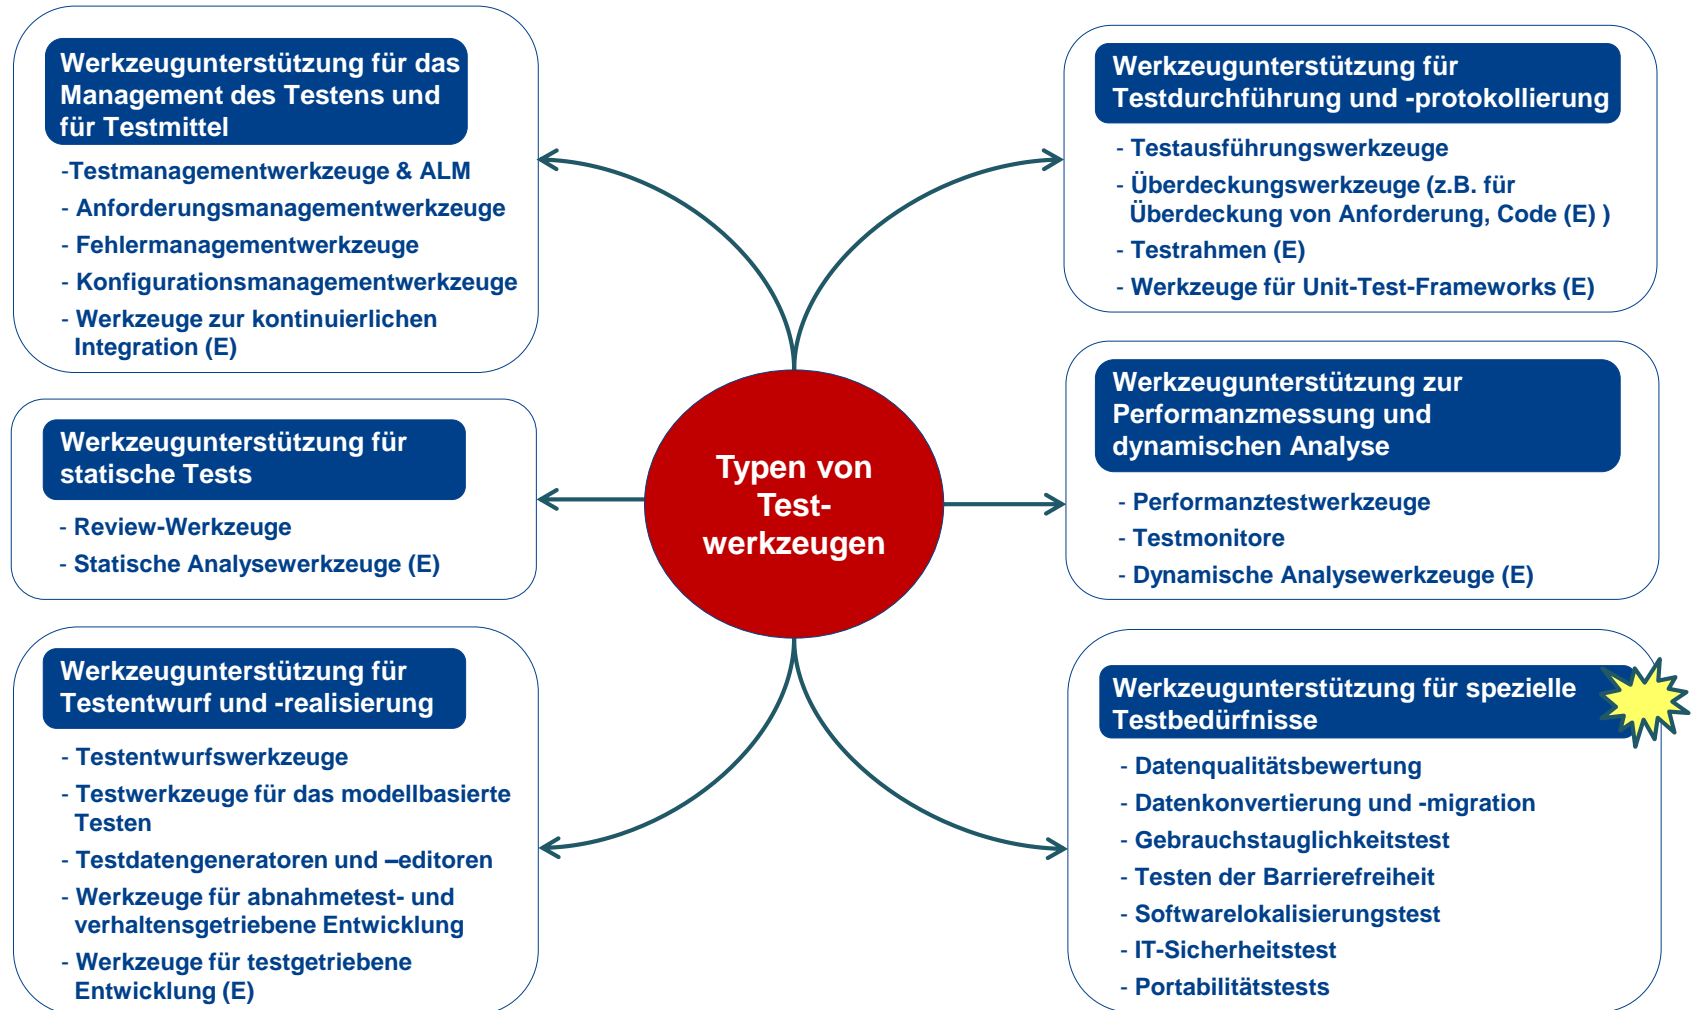 Werkzeugunterstützung für das
Management des Testens und
für Testmittel
-Testmanagementwerkzeuge & ALM
- Anforderungsmanagementwerkzeuge
- Fehlermanagementwerkzeuge
- Konfigurationsmanagementwerkzeuge
- Werkzeuge zur kontinuierlichen
Integration (E)
Werkzeugunterstützung für
statische Tests
- Review-Werkzeuge
- Statische Analysewerkzeuge (E)
Werkzeugunterstützung für
Testentwurf und -realisierung
- Testentwurfswerkzeuge
- Testwerkzeuge für das modellbasierte
Testen
- Testdatengeneratoren und –editoren
- Werkzeuge für abnahmetest- und
verhaltensgetriebene Entwicklung
- Werkzeuge für testgetriebene
Entwicklung (E)
Typen von
Test-
werkzeugen
Werkzeugunterstützung für
Testdurchführung und -protokollierung
- Testausführungswerkzeuge
- Überdeckungswerkzeuge (z.B. für
Überdeckung von Anforderung, Code (E) )
- Testrahmen (E)
- Werkzeuge für Unit-Test-Frameworks (E)
Werkzeugunterstützung zur
Performanzmessung und
dynamischen Analyse
- Performanztestwerkzeuge
- Testmonitore
- Dynamische Analysewerkzeuge (E)
Werkzeugunterstützung für spezielle
Testbedürfnisse
- Datenqualitätsbewertung
- Datenkonvertierung und -migration
- Gebrauchstauglichkeitstest
- Testen der Barrierefreiheit
- Softwarelokalisierungstest
- IT-Sicherheitstest
- Portabilitätstests